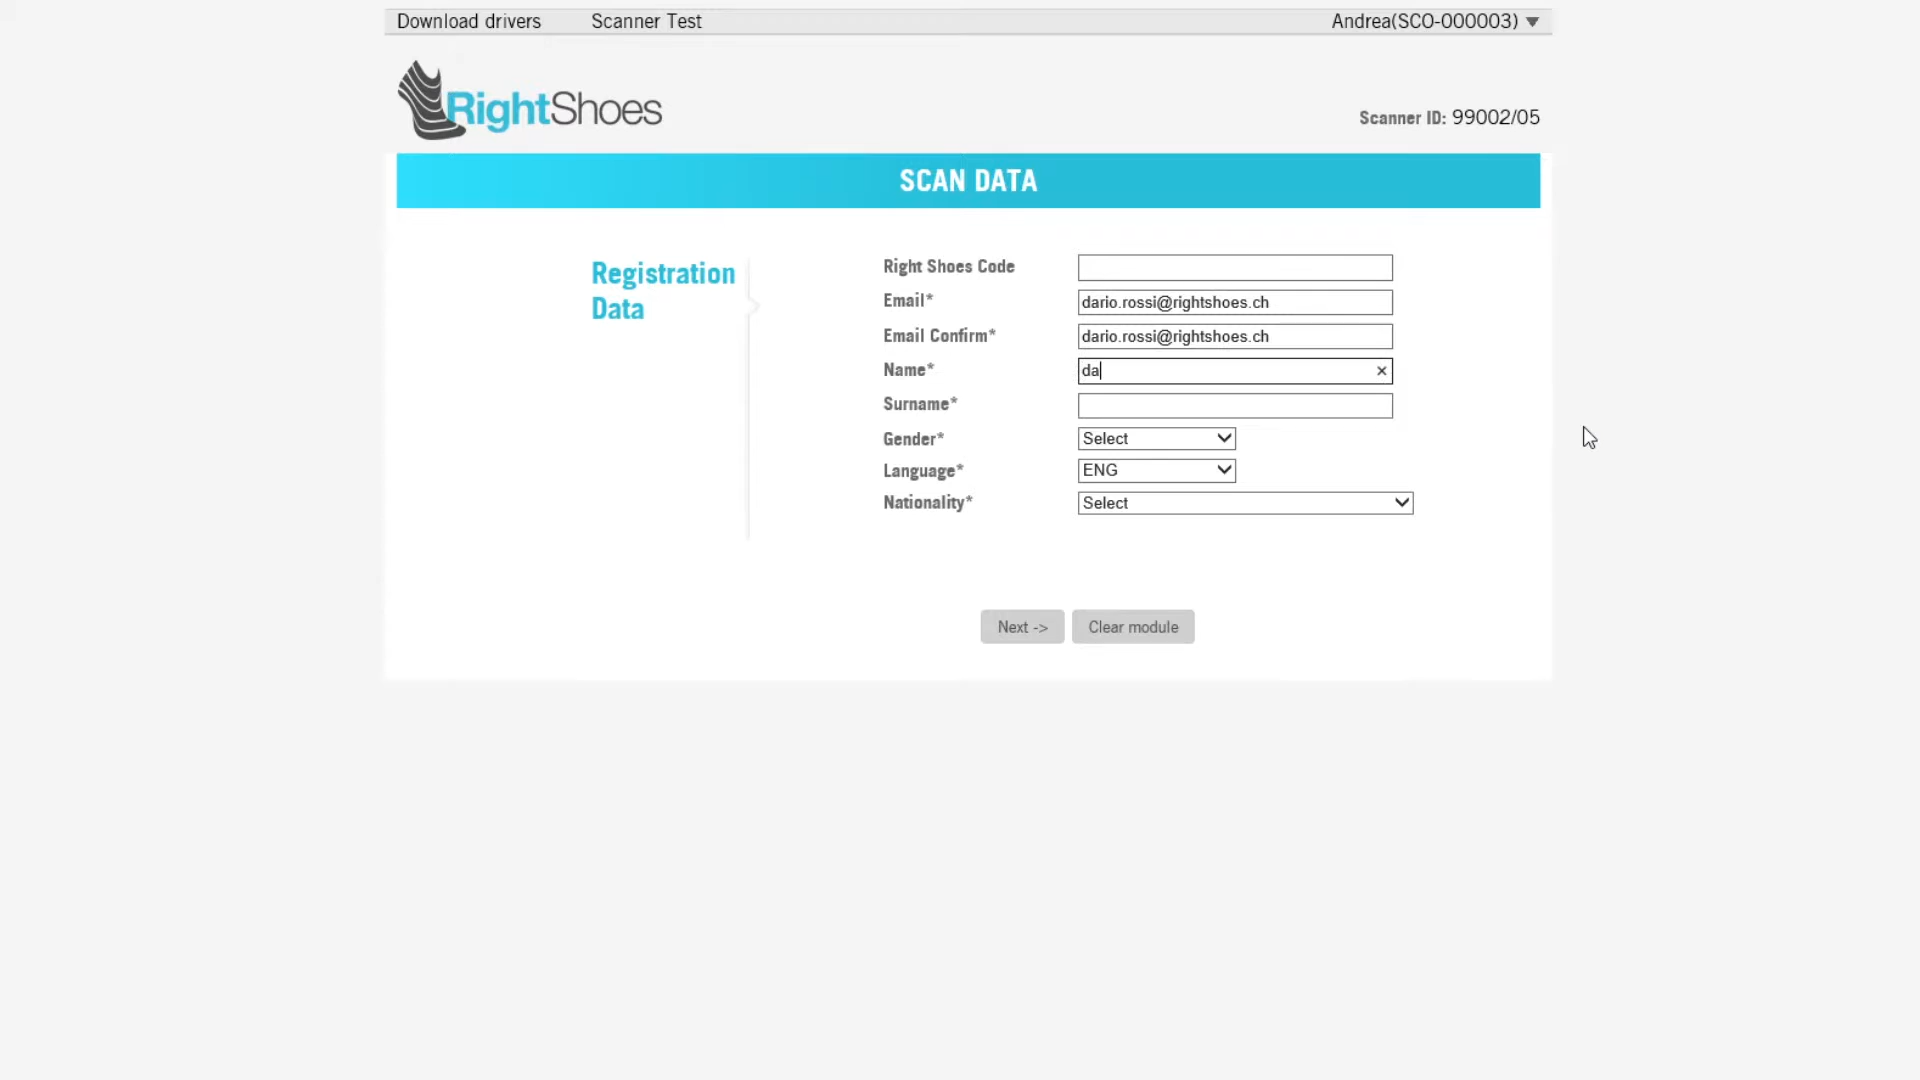 Download drivers Scanner Test Andrea(SCO-000003)
RightShoes
Scanner ID: 99002/05
SCAN DATA
Registration
Data
Right Shoes Code
Email* dario.rossi@rightshoes.ch
Email Confirm* dario.rossi@rightshoes.ch
Name* da
Surname*
Gender* Select
Language* ENG
Nationality* Select
Next -> Clear module